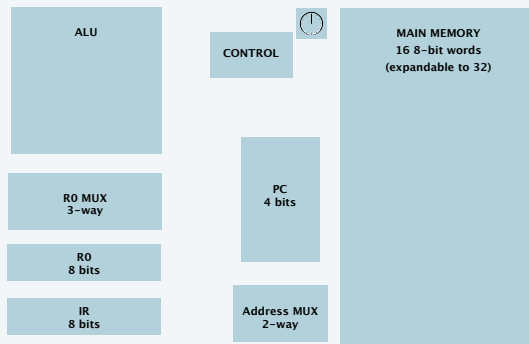 ALU
CONTROL
MAIN MEMORY
16 8-bit words
(expandable to 32)
R0 MUX
3-way
PC
4 bits
R0
8 bits
IR
8 bits
Address MUX
2-way